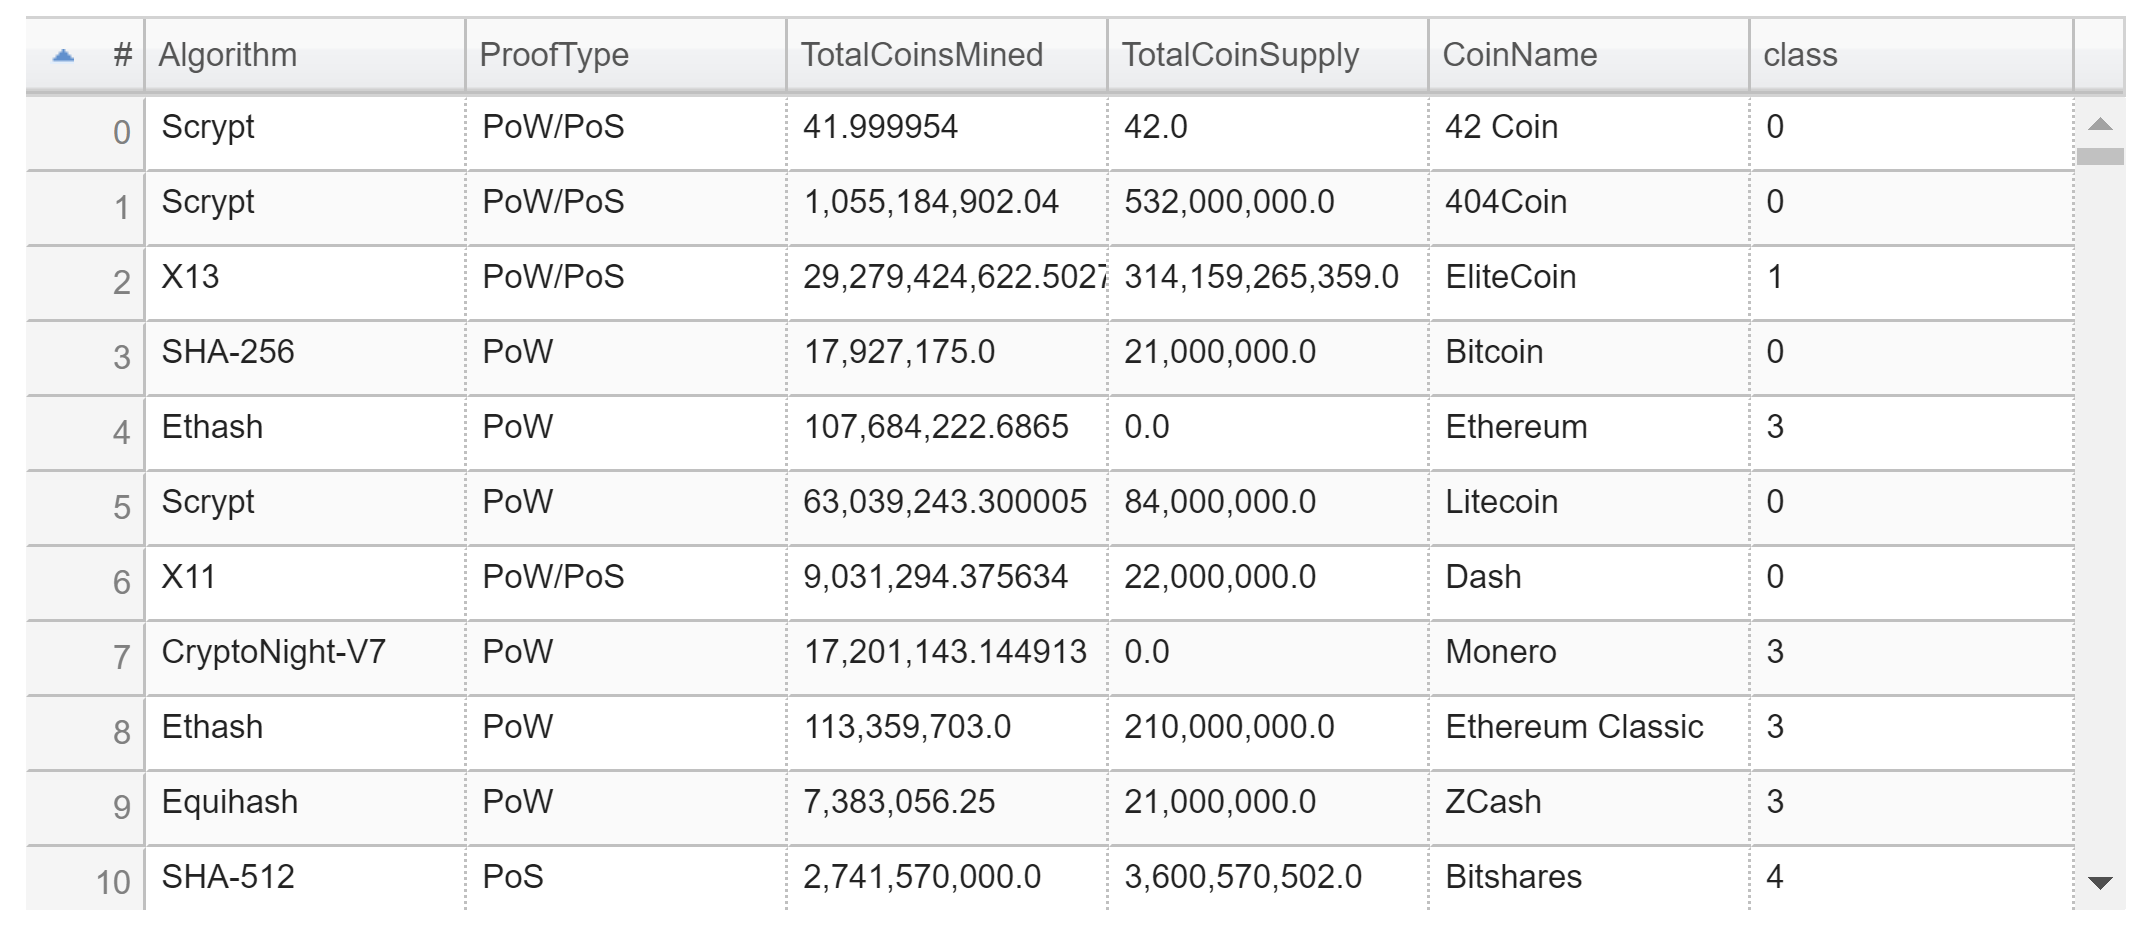 # Algorithm ProofType TotalCoinsMined TotalCoinSupply CoinName class
0 Scrypt PoW/PoS 41.999954 42.0 42 Coin 0
1 Scrypt PoW/PoS 1,055,184,902.04 532,000,000.0 404Coin 0
2 X13 PoW/PoS 29,279,424,622.5027 314,159,265,359.0 EliteCoin 1
3 SHA-256 PoW 17,927,175.0 21,000,000.0 Bitcoin 0
4 Ethash PoW 107,684,222.6865 0.0 Ethereum 3
5 Scrypt PoW 63,039,243.300005 84,000,000.0 Litecoin 0
6 X11 PoW/PoS 9,031,294.375634 22,000,000.0 Dash 0
7 CryptoNight-V7 PoW 17,201,143.144913 0.0 Monero 3
8 Ethash PoW 113,359,703.0 210,000,000.0 Ethereum Classic 3
9 Equihash PoW 7,383,056.25 21,000,000.0 ZCash 3
10 SHA-512 PoS 2,741,570,000.0 3,600,570,502.0 Bitshares 4